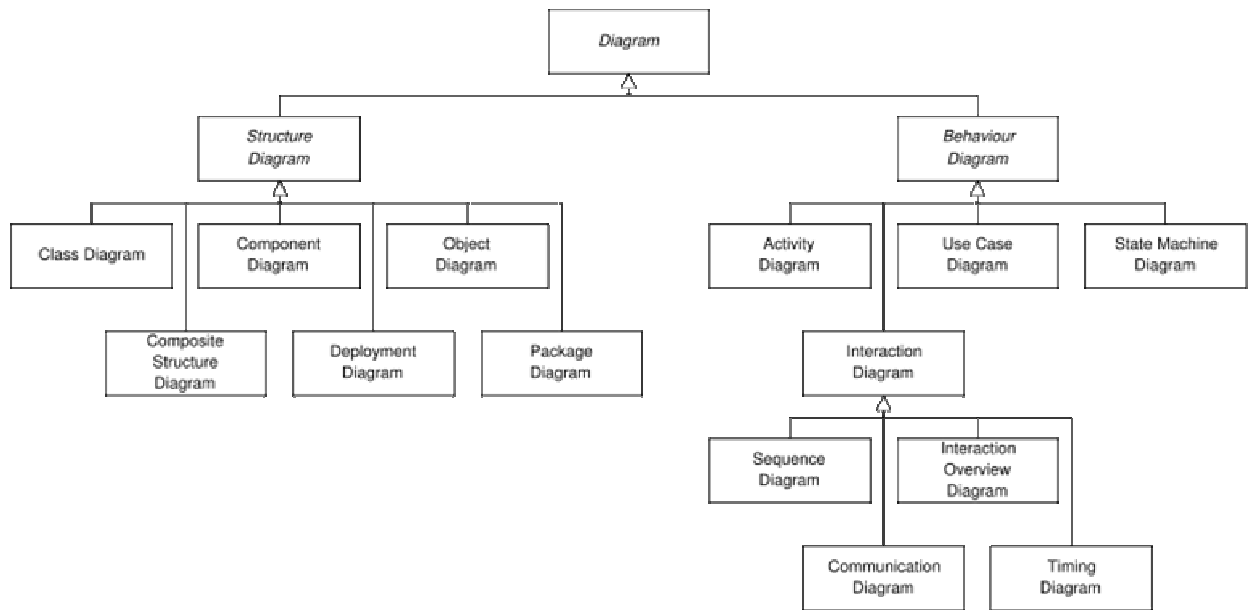 Diagram
Structure
Diagram
Behaviour
Diagram
Class Diagram
Component
Diagram
Object
Diagram
Activity
Diagram
Use Case
Diagram
State Machine
Diagram
Composite
Structure
Diagram
Deployment
Diagram
Package
Diagram
Interaction
Diagram
Sequence
Diagram
Interaction
Overview
Diagram
Communication
Diagram
Timing
Diagram